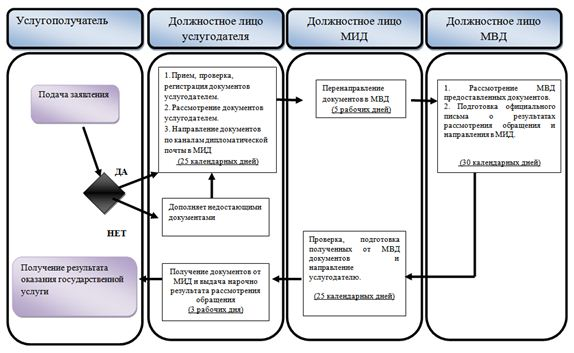 Услугополучатель
Должностное лицо
услугодателя
Должностное лицо
МИД
Должностное лицо
МВД
Подача заявления
ДА
НЕТ
Получение результата
оказания государственной
услуги
1. Прием, проверка,
регистрация документов
услугодателем.
2. Рассмотрение документов
услугодателем.
3. Направление документов
по каналам дипломатической
почты в МИД
(25 календарных дней)
Дополняет недостающими
документами
Получение документов от
МИД и выдача нарочно
результата рассмотрения
обращения
(3 рабочих дня)
Перенаправление
документов в МВД
(5 рабочих дней)
Проверка, подготовка
полученных от МВД
документов и
направление
услугодателю.
(25 календарных дней)
1. Рассмотрение МВД
предоставленных документов.
2. Подготовка официального
письма о результатах
рассмотрения обращения и
направления в МИД.
(30 календарных дней)